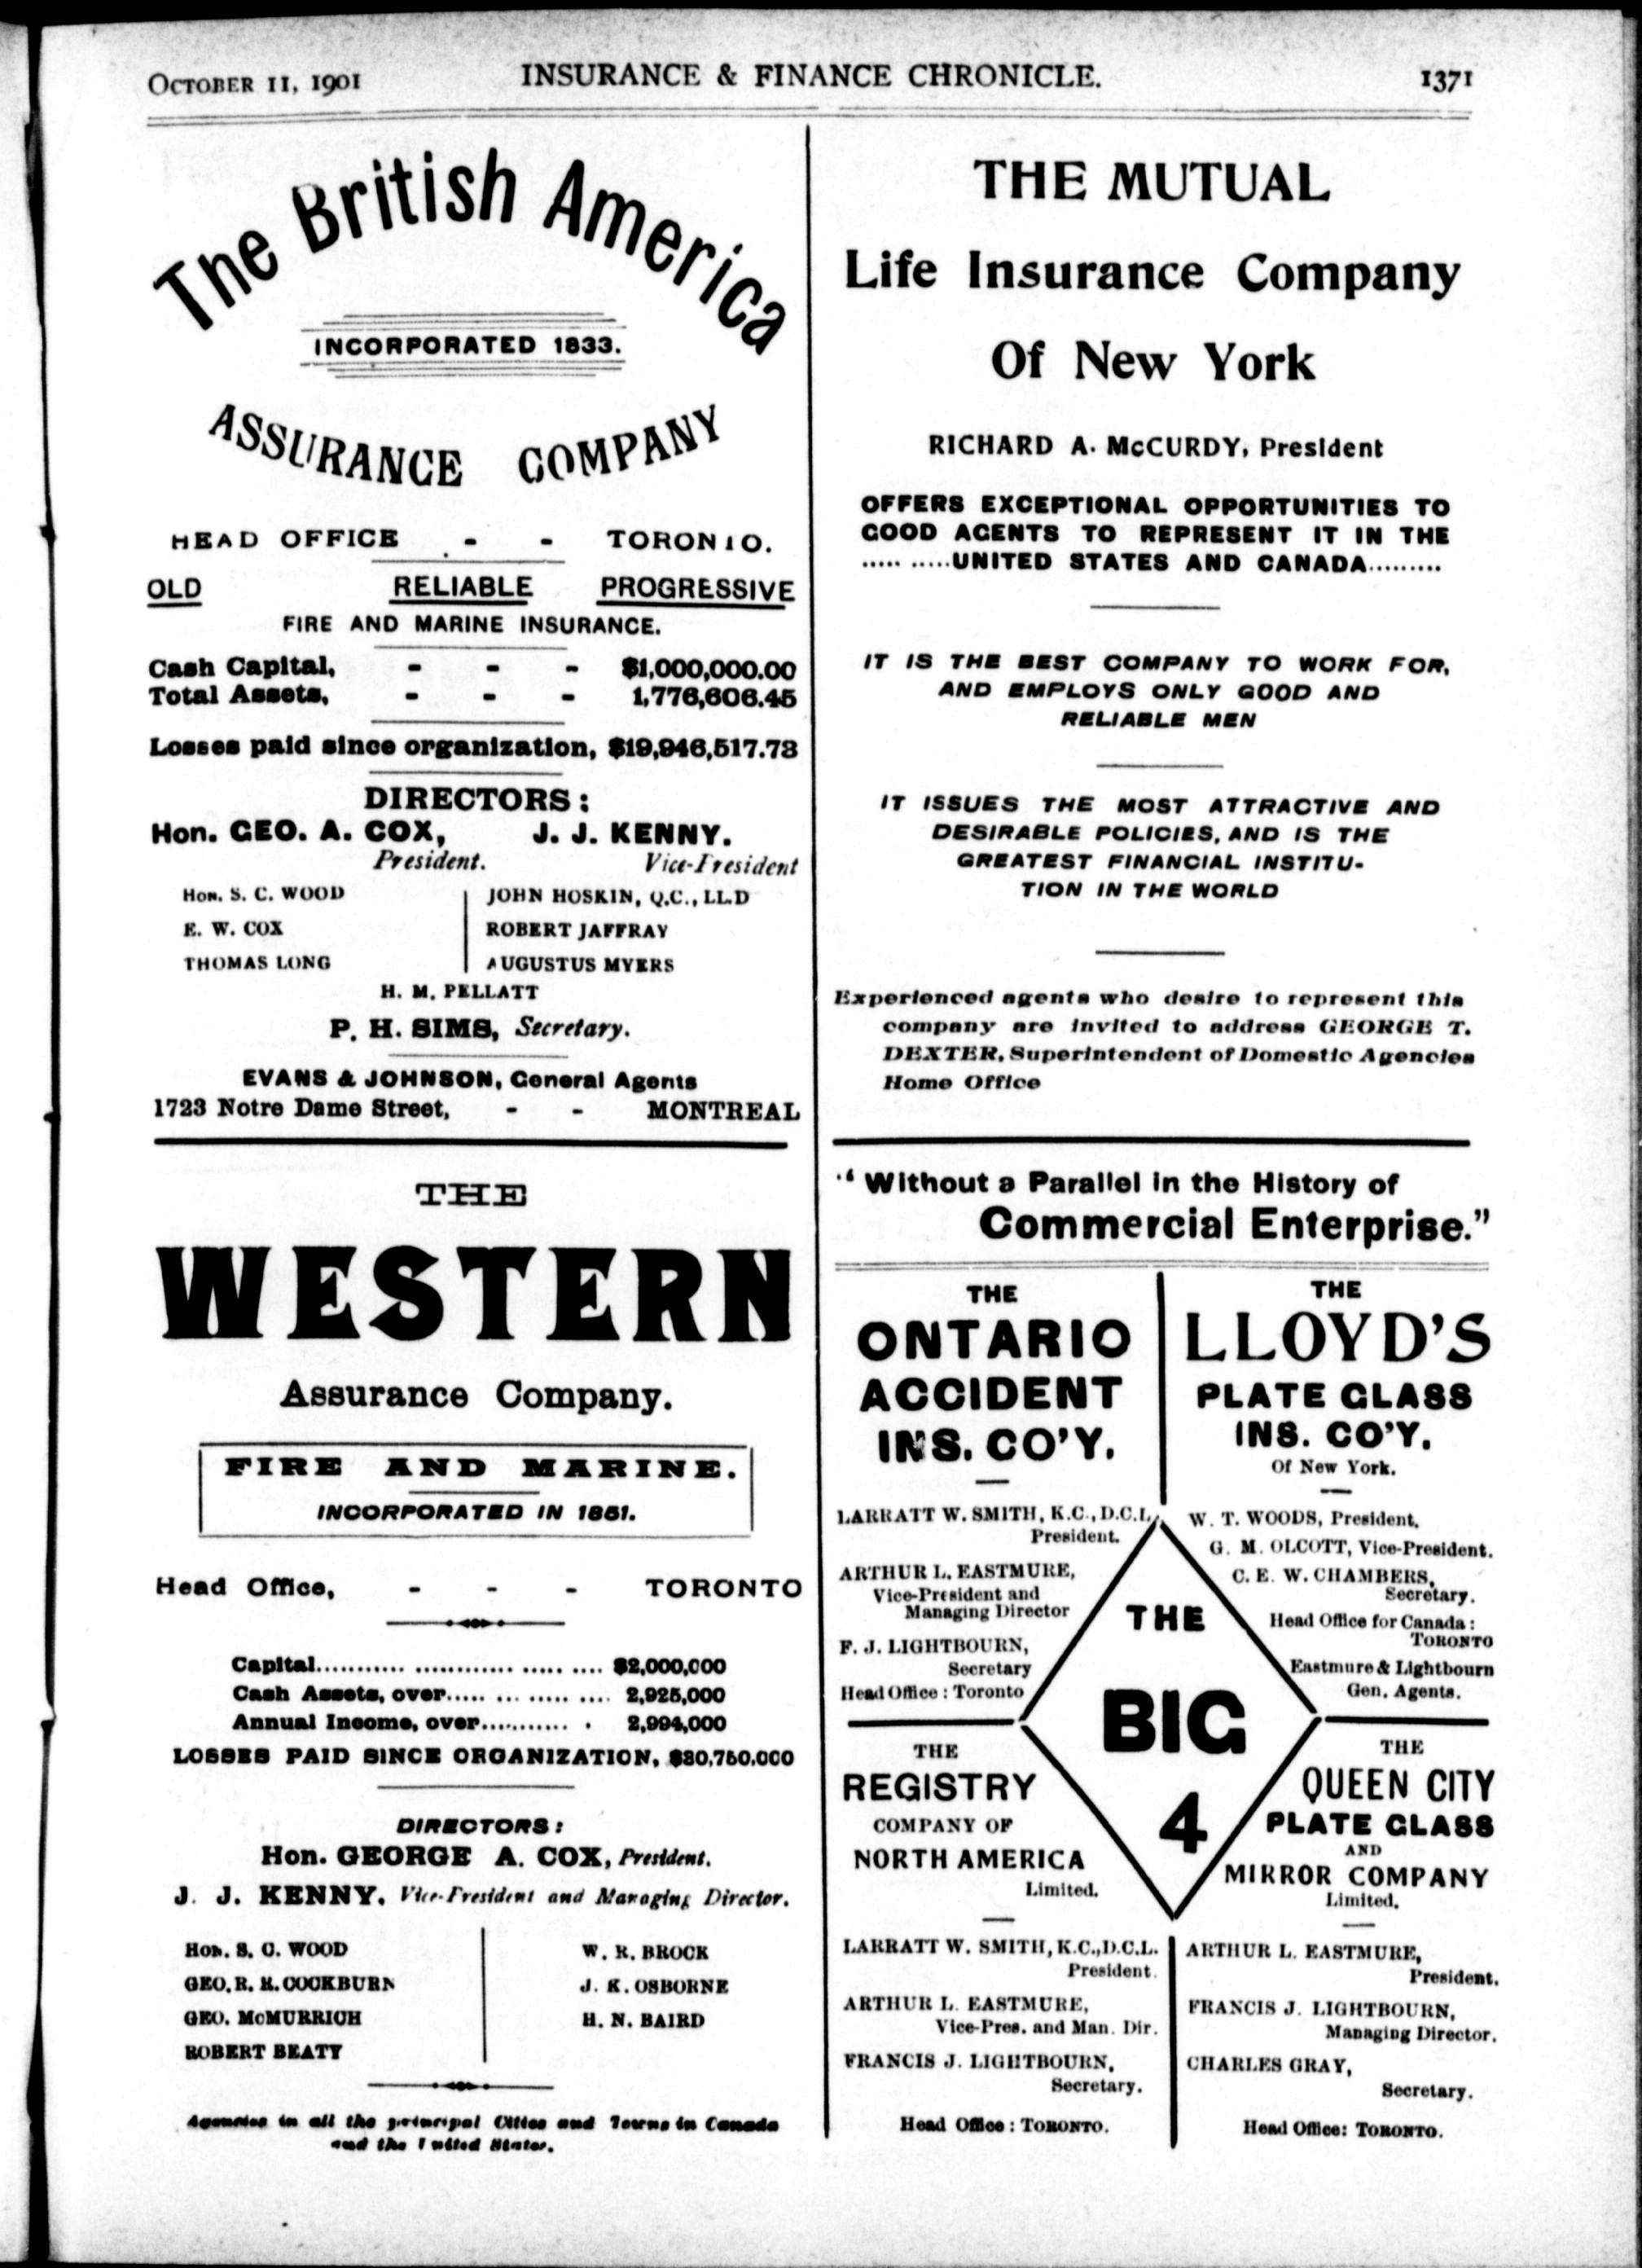 OCTOBER 11, 1901
INSURANCE & FINANCE CHRONICLE.
1371
The British America
INCORPORATED 1833.
ASSURANCE COMPANY
HEAD OFFICE - - TORONTO.
OLD RELIABLE PROGRESSIVE
FIRE AND MARINE INSURANCE.
Cash Capital, - - - $1,000,000.00
Total Assets, - - - 1,776,606.45
Losses paid since organization, $19,946,517.73
DIRECTORS:
Hon. GEO. A. COX, J. J. KENNY.
President. Vice-President
Hon. S. C. WOOD
JOHN HOSKIN, Q.C., LL.D
E. W. COX
ROBERT JAFFRAY
THOMAS LONG
AUGUSTUS MYERS
H. M. PELLATT
P. H. SIMS, Secretary.
EVANS & JOHNSON, General Agents
1723 Notre Dame Street, - - MONTREAL
THE
WESTERN
Assurance Company.
FIRE AND MARINE.
INCORPORATED IN 1851.
Head Office, - - - TORONTO
Capital........... ............. ..... .... $2,000,000
Cash Assets, over..... ... ..... .... 2,925,000
Annual Income, over........... . 2,994,000
LOSSES PAID SINCE ORGANIZATION, $30,750,000
DIRECTORS:
Hon. GEORGE A. COX, President.
J. J. KENNY, Vice-President and Managing Director.
Hon. S. C. WOOD
W. R. BROCK
GEO. R. R. COCKBURN
J. K. OSBORNE
GEO. McMURRICH
H. N. BAIRD
ROBERT BEATY
Agencies in all the principal Cities and Towns in Canada
and the United States.
THE MUTUAL
Life Insurance Company
Of New York
RICHARD A. McCURDY, President
OFFERS EXCEPTIONAL OPPORTUNITIES TO
GOOD AGENTS TO REPRESENT IT IN THE
..... .....UNITED STATES AND CANADA.........
IT IS THE BEST COMPANY TO WORK FOR,
AND EMPLOYS ONLY GOOD AND
RELIABLE MEN
IT ISSUES THE MOST ATTRACTIVE AND
DESIRABLE POLICIES, AND IS THE
GREATEST FINANCIAL INSTITU-
TION IN THE WORLD
Experienced agents who desire to represent this
company are invited to address GEORGE T.
DEXTER, Superintendent of Domestic Agencies
Home Office
"Without a Parallel in the History of
Commercial Enterprise."
THE
ONTARIO
ACCIDENT
INS. CO'Y.
LARRATT W. SMITH, K.C., D.C.L.,
President.
ARTHUR L. EASTMURE,
Vice-President and
Managing Director
F. J. LIGHTBOURN,
Secretary
Head Office : Toronto
THE
LLOYD'S
PLATE GLASS
INS. CO'Y.
Of New York.
W. T. WOODS, President.
G. M. OLCOTT, Vice-President.
C. E. W. CHAMBERS,
Secretary.
Head Office for Canada :
TORONTO
Eastmure & Lightbourn
Gen. Agents.
THE
BIG
4
THE
REGISTRY
COMPANY OF
NORTH AMERICA
Limited.
LARRATT W. SMITH, K.C., D.C.L.
President.
ARTHUR L. EASTMURE,
Vice-Pres. and Man. Dir.
FRANCIS J. LIGHTBOURN,
Secretary.
Head Office : TORONTO.
THE
QUEEN CITY
PLATE GLASS
AND
MIRROR COMPANY
Limited.
ARTHUR L. EASTMURE,
President.
FRANCIS J. LIGHTBOURN,
Managing Director.
CHARLES GRAY,
Secretary.
Head Office: TORONTO.